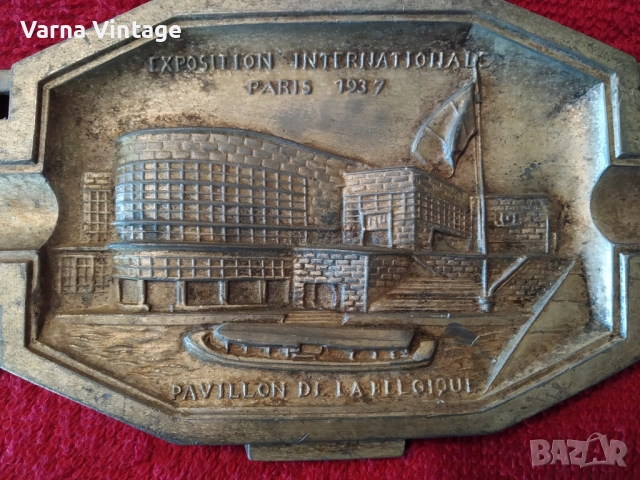 Varna Vintage
EXPOSITION INTERNATIONALE
PARIS 1937
PAVILLON DE LA BELGIQUE
BAZAR